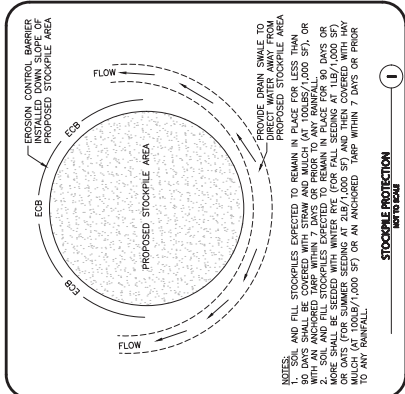 EROSION CONTROL BARRIER
INSTALLED DOWN SLOPE OF
PROPOSED STOCKPILE AREA
FLOW
ECB
ECB
ECB
PROPOSED STOCKPILE AREA
FLOW
PROVIDE DRAIN SWALE TO
DIRECT WATER AWAY FROM
PROPOSED STOCKPILE AREA
NOTES:
1. SOIL AND FILL STOCKPILES EXPECTED TO REMAIN IN PLACE FOR LESS THAN
90 DAYS SHALL BE COVERED WITH STRAW AND MULCH (AT 100LBS/1,000 SF), OR
WITH AN ANCHORED TARP WITHIN 7 DAYS OR PRIOR TO ANY RAINFALL.
2. SOIL AND FILL STOCKPILES EXPECTED TO REMAIN IN PLACE FOR 90 DAYS OR
MORE SHALL BE SEEDED WITH WINTER RYE (FOR FALL SEEDING AT 1LB/1,000 SF)
OR OATS (FOR SUMMER SEEDING AT 2LB/1,000 SF) AND THEN COVERED WITH HAY
MULCH (AT 100LB/1,000 SF) OR AN ANCHORED TARP WITHIN 7 DAYS OR PRIOR
TO ANY RAINFALL.
STOCKPILE PROTECTION
NOT TO SCALE
1